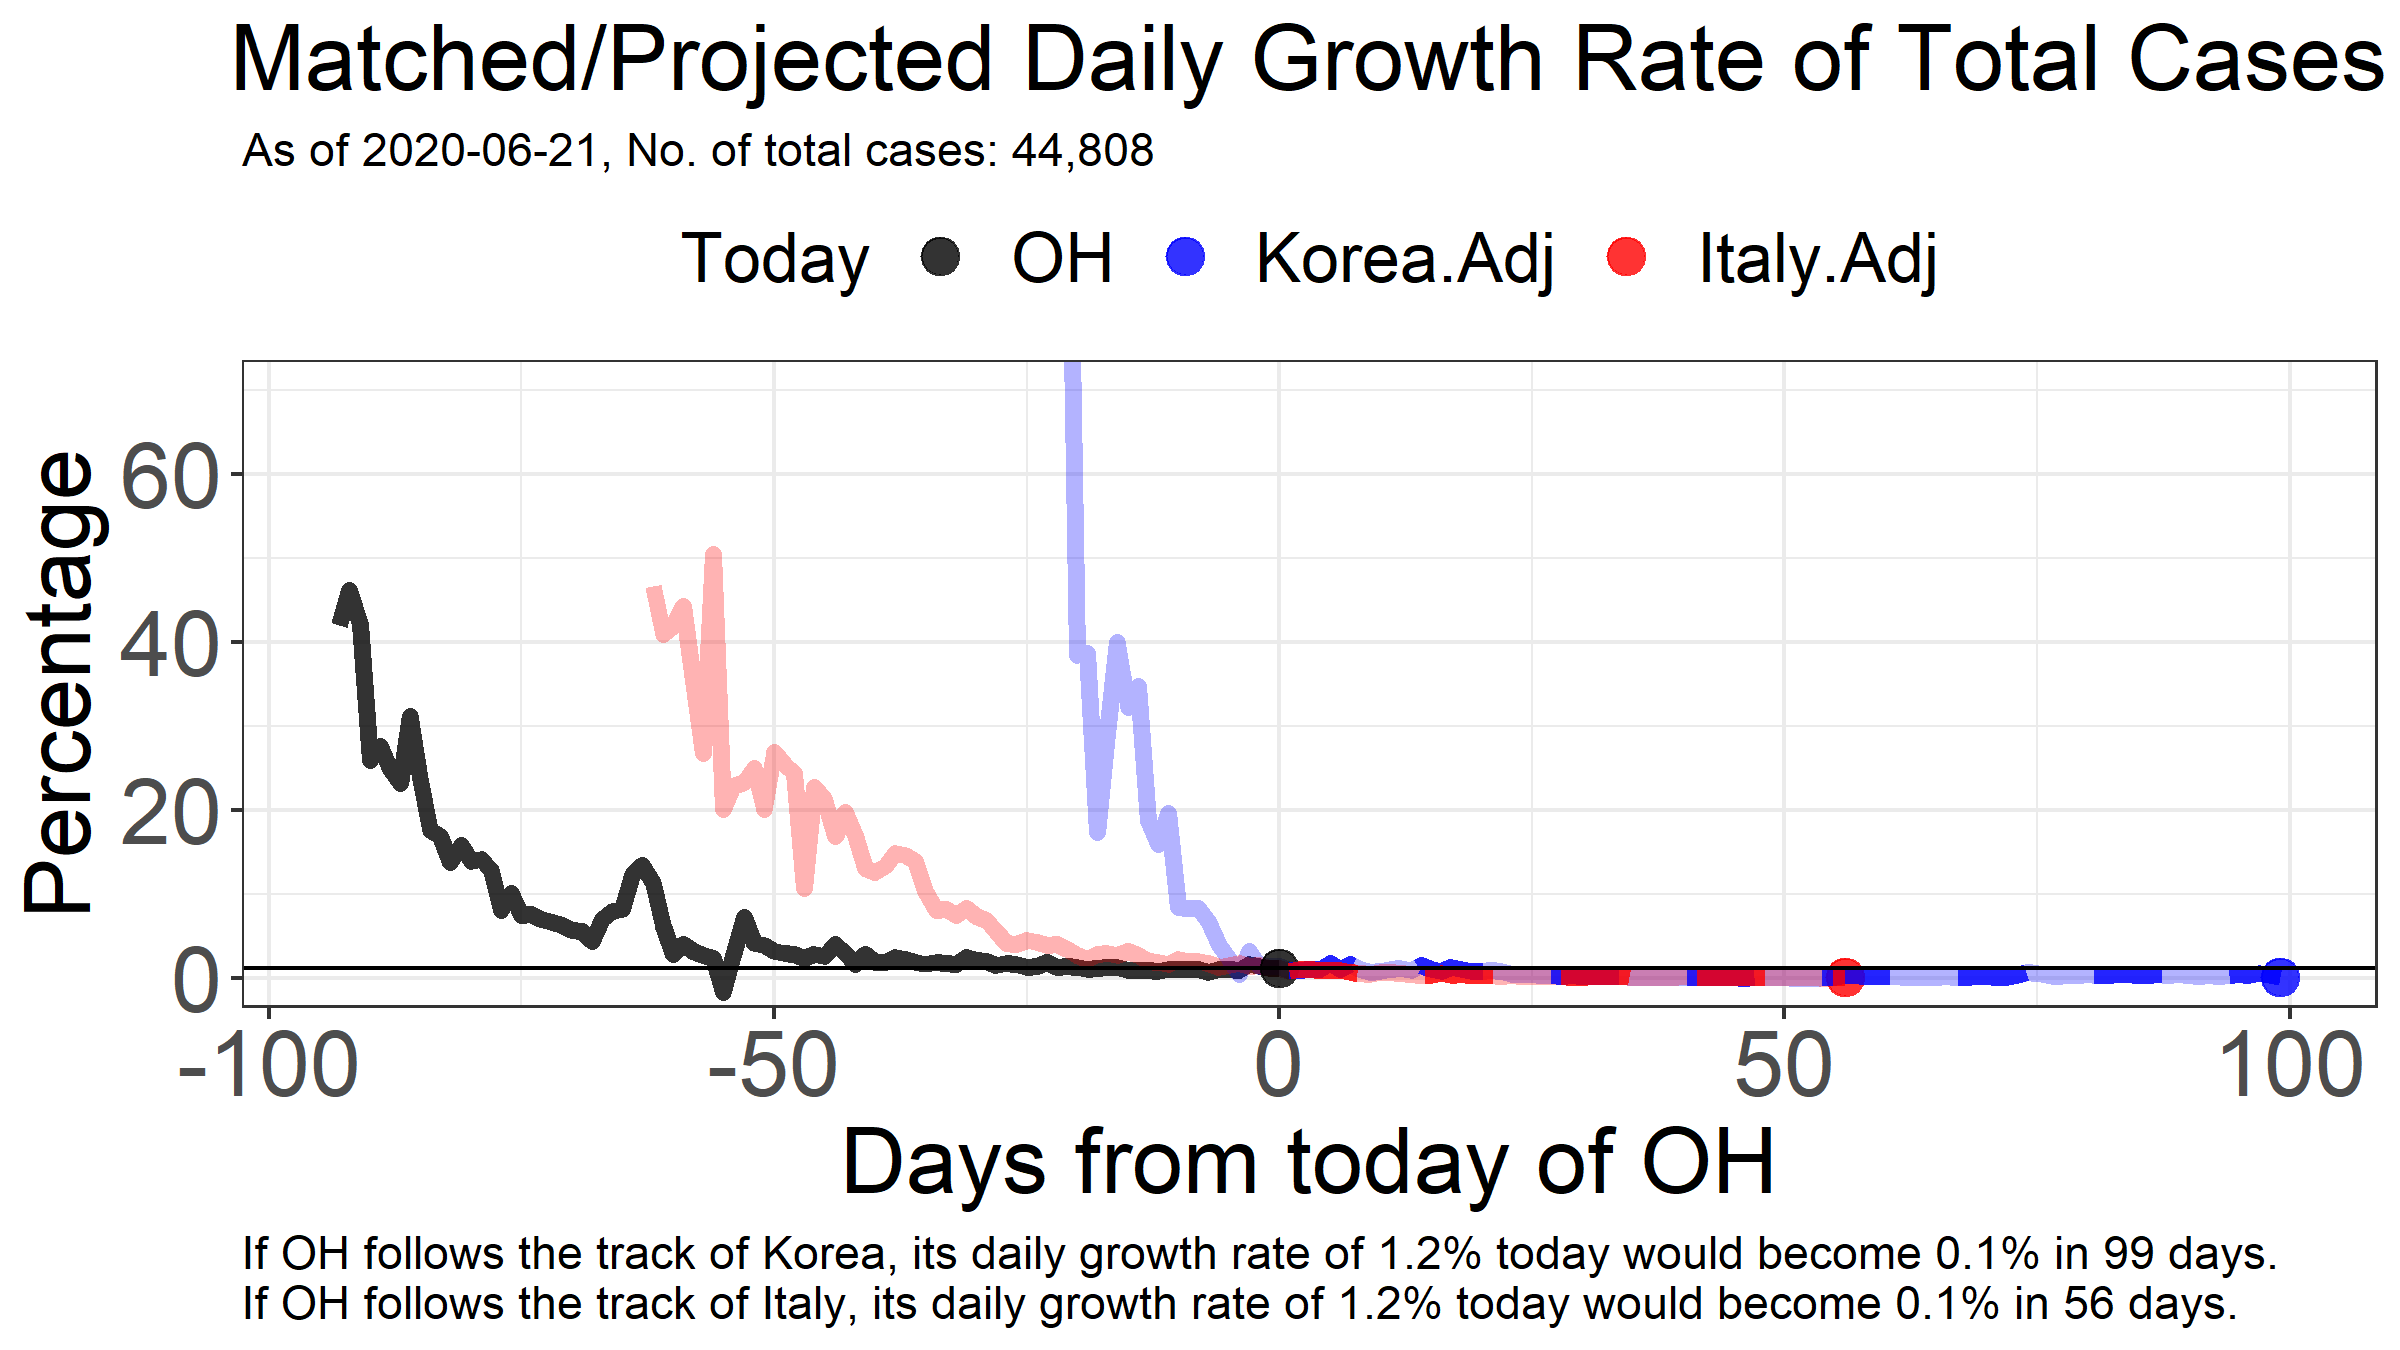 Matched/Projected Daily Growth Rate of Total Cases
As of 2020-06-21, No. of total cases: 44,808
Today OH Korea.Adj Italy.Adj
Percentage
60
40
20
0
-100 -50 0 50 100
Days from today of OH
If OH follows the track of Korea, its daily growth rate of 1.2% today would become 0.1% in 99 days.
If OH follows the track of Italy, its daily growth rate of 1.2% today would become 0.1% in 56 days.